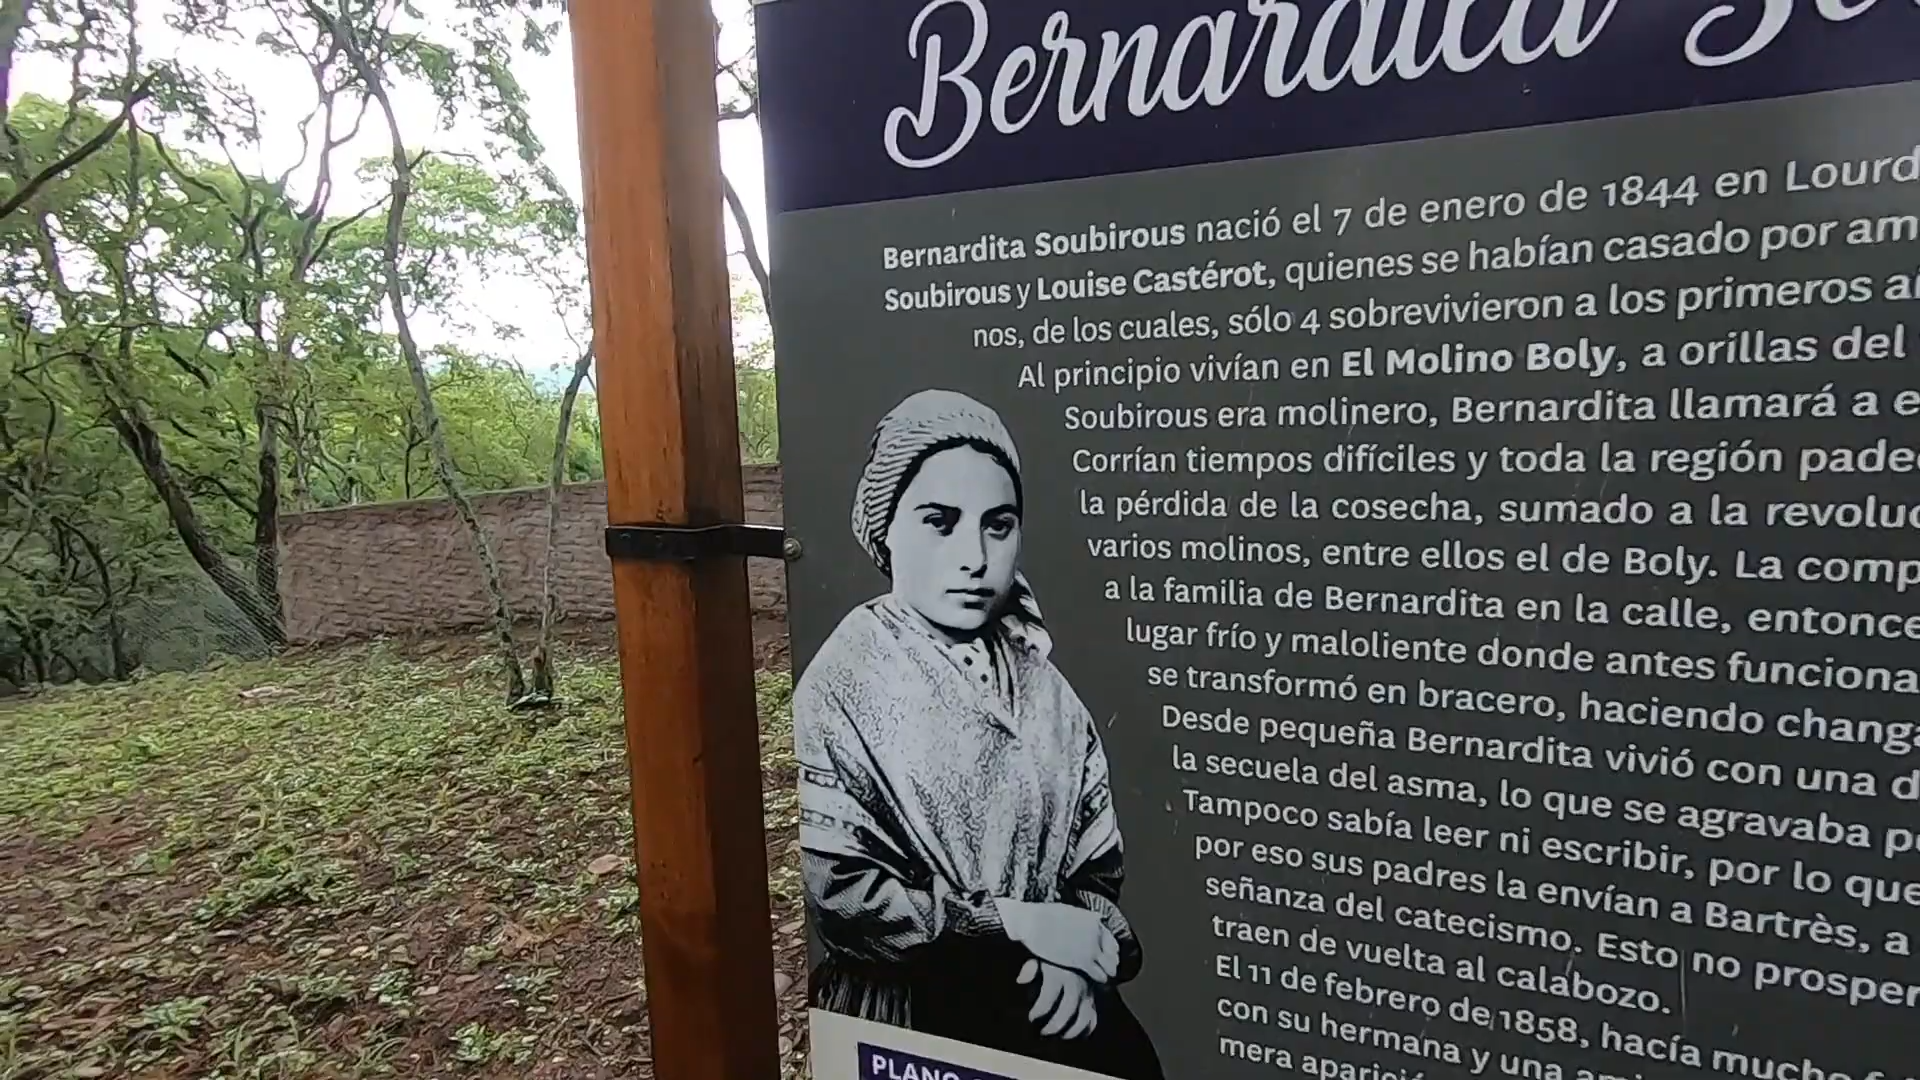 Bernardita
Bernardita Soubirous nació el 7 de enero de 1844 en Lourd
Soubirous y Louise Castérot, quienes se habían casado por am
nos, de los cuales, sólo 4 sobrevivieron a los primeros a
Al principio vivían en El Molino Boly, a orillas del
Soubirous era molinero, Bernardita llamará a e
Corrían tiempos difíciles y toda la región pade
la pérdida de la cosecha, sumado a la revolu
varios molinos, entre ellos el de Boly. La comp
a la familia de Bernardita en la calle, entonce
lugar frío y maloliente donde antes funciona
se transformó en bracero, haciendo chang
Desde pequeña Bernardita vivió con una d
la secuela del asma, lo que se agravaba p
Tampoco sabía leer ni escribir, por lo que
por eso sus padres la envían a Bartrès, a
señanza del catecismo. Esto no prosper
traen de vuelta al calabozo.
El 11 de febrero de 1858, hacía mucho f
con su hermana y una ami
mera aparici
PLANO